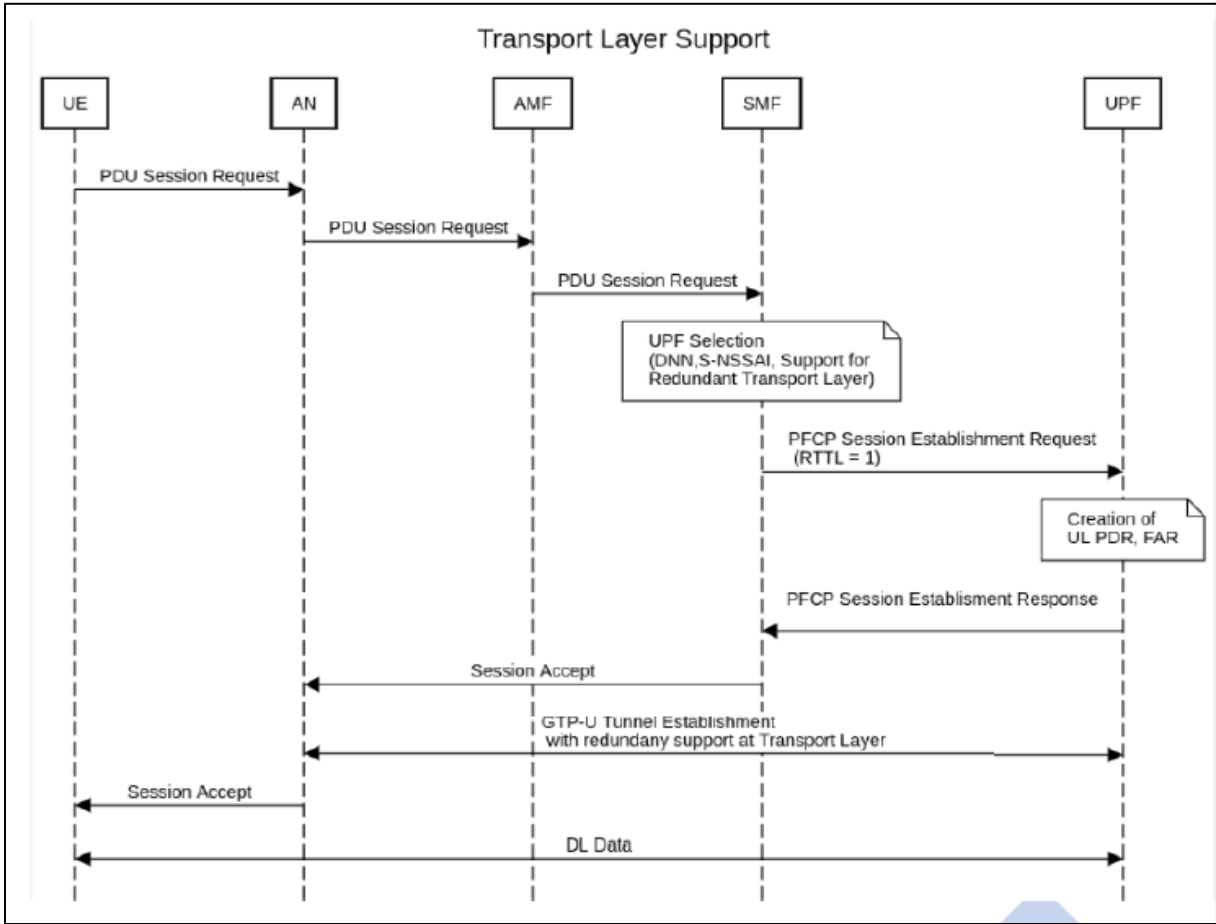 Transport Layer Support
UE
AN
AMF
SMF
UPF
PDU Session Request
PDU Session Request
PDU Session Request
UPF Selection
(DNN,S-NSSAI, Support for
Redundant Transport Layer)
PFCP Session Establishment Request
(RTTL = 1)
Creation of
UL PDR, FAR
PFCP Session Establisment Response
Session Accept
GTP-U Tunnel Establishment
with redundany support at Transport Layer
Session Accept
DL Data